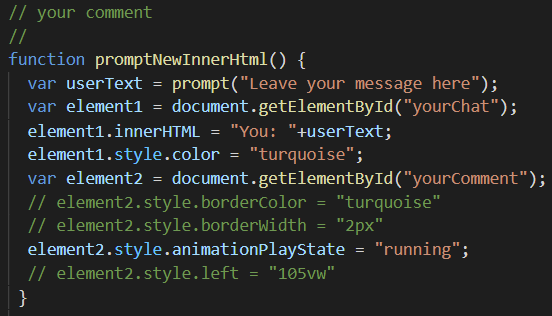 // your comment
//
function promptNewInnerHtml() {
var userText = prompt("Leave your message here");
var element1 = document.getElementById("yourChat");
element1.innerHTML = "You: "+userText;
element1.style.color = "turquoise";
var element2 = document.getElementById("yourComment");
// element2.style.borderColor = "turquoise"
// element2.style.borderWidth = "2px"
element2.style.animationPlayState = "running";
// element2.style.left = "105vw"
}